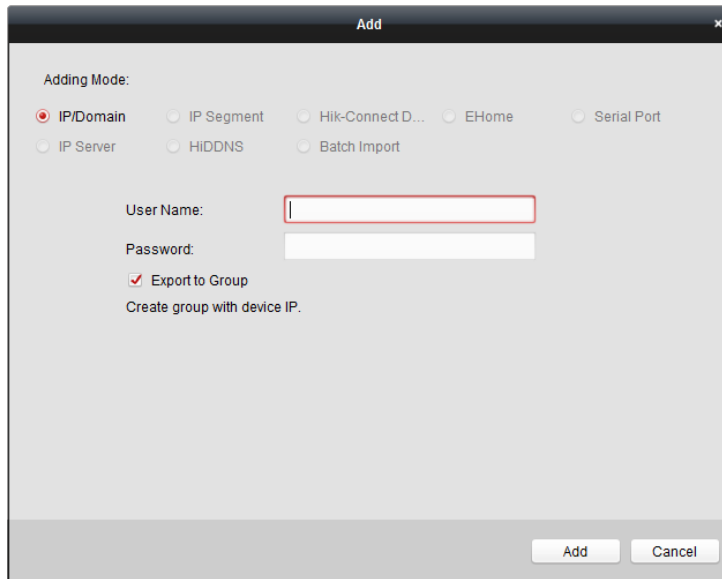 Add
×
Adding Mode:
IP/Domain IP Segment Hik-Connect D... EHome Serial Port
IP Server HiDDNS Batch Import
User Name:
Password:
Export to Group
Create group with device IP.
Add Cancel